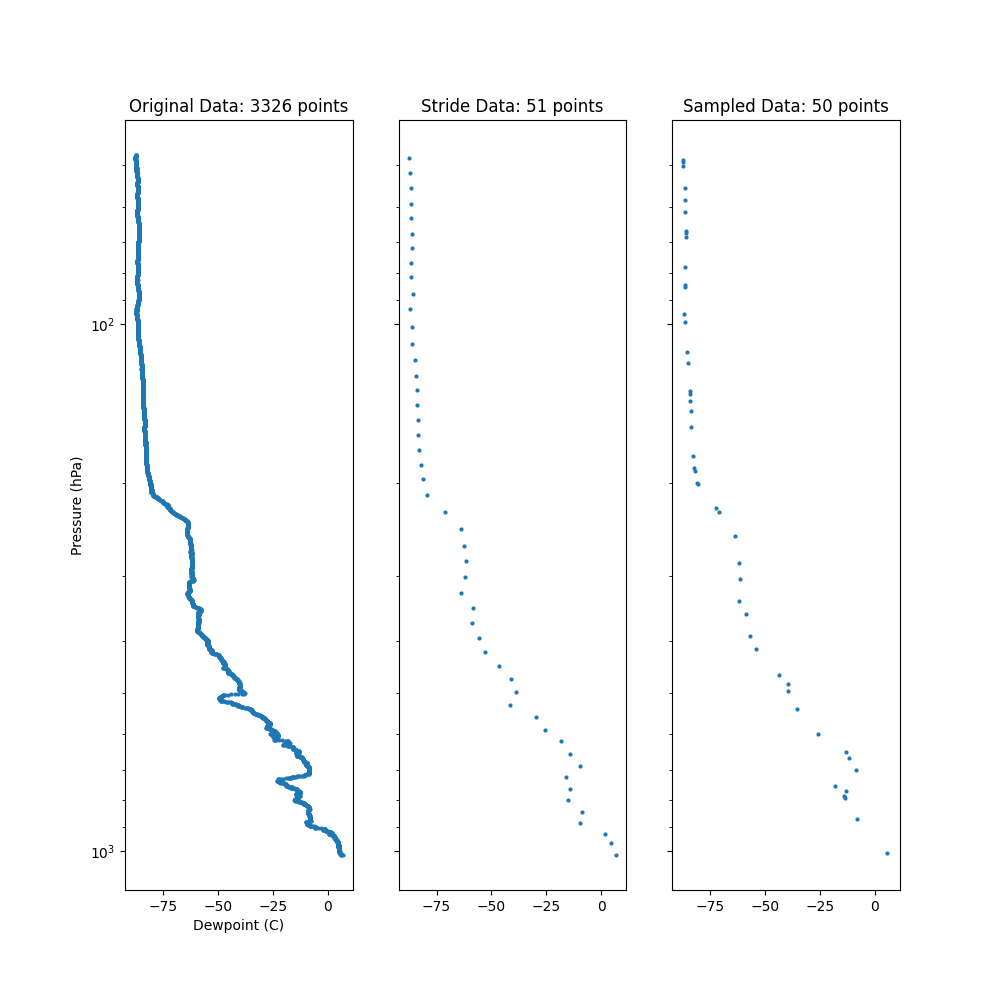 Original Data: 3326 points
Stride Data: 51 points
Sampled Data: 50 points
10²
10³
Pressure (hPa)
−75 −50 −25 0
−75 −50 −25 0
−75 −50 −25 0
Dewpoint (C)